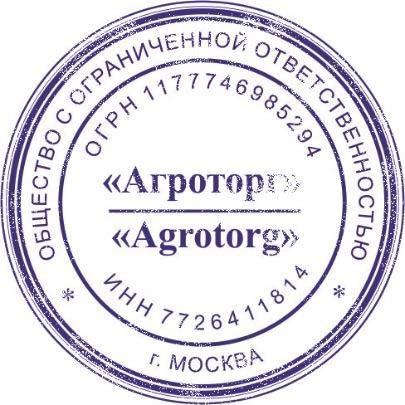 ОБЩЕСТВО С ОГРАНИЧЕННОЙ ОТВЕТСТВЕННОСТЬЮ
ОГРН 1177746985294
«Агроторг»
«Agrotorg»
ИНН 7726411814
* г. МОСКВА *